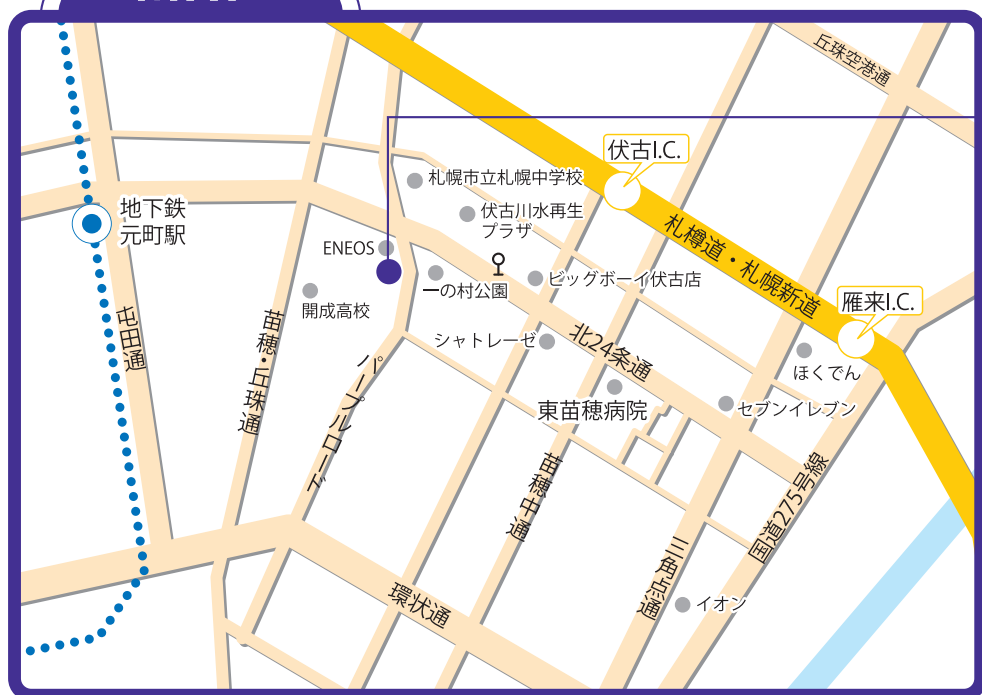 丘珠空港通
伏古I.C.
札幌市立札幌中学校
地下鉄
元町駅
伏古川水再生
プラザ
札樽道・札幌新道
ENEOS
一の村公園
ビッグボーイ伏古店
開成高校
雁来I.C.
屯田通
苗穂・丘珠通
シャトレーゼ
北24条通
パープルロード
ほくでん
東苗穂病院
セブンイレブン
苗穂中通
国道275号線
三角点通
環状通
イオン